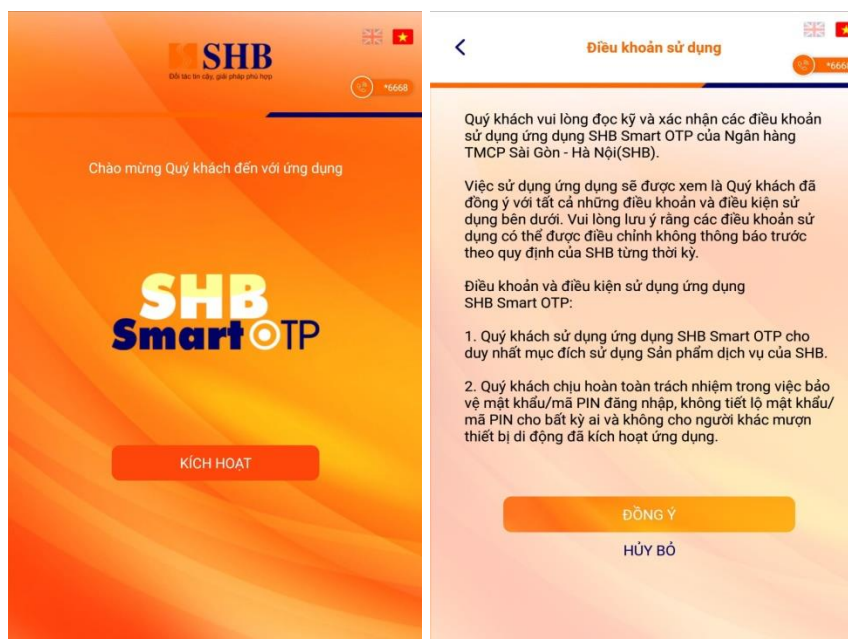 SHB
Đối tác tin cậy, giải pháp phù hợp
*6668
Chào mừng Quý khách đến với ứng dụng
SHB
Smart OTP
KÍCH HOẠT
Điều khoản sử dụng
*6668
Quý khách vui lòng đọc kỹ và xác nhận các điều khoản
sử dụng ứng dụng SHB Smart OTP của Ngân hàng
TMCP Sài Gòn - Hà Nội(SHB).
Việc sử dụng ứng dụng sẽ được xem là Quý khách đã
đồng ý với tất cả những điều khoản và điều kiện sử
dụng bên dưới. Vui lòng lưu ý rằng các điều khoản sử
dụng có thể được điều chỉnh không thông báo trước
theo quy định của SHB từng thời kỳ.
Điều khoản và điều kiện sử dụng ứng dụng
SHB Smart OTP:
1. Quý khách sử dụng ứng dụng SHB Smart OTP cho
duy nhất mục đích sử dụng Sản phẩm dịch vụ của SHB.
2. Quý khách chịu hoàn toàn trách nhiệm trong việc bảo
vệ mật khẩu/mã PIN đăng nhập, không tiết lộ mật khẩu/
mã PIN cho bất kỳ ai và không cho người khác mượn
thiết bị di động đã kích hoạt ứng dụng.
ĐỒNG Ý
HỦY BỎ